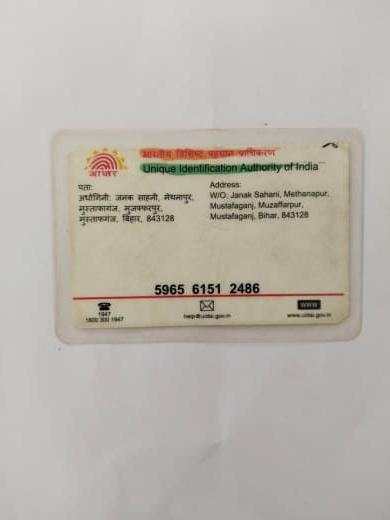 आधार
भारतीय विशिष्ट पहचान प्राधिकरण
Unique Identification Authority of India
पता:
अर्धांगिनी: जनक साहनी, मेथनापुर,
मुस्तफागंज, मुजफ्फरपुर,
मुस्तफागंज, बिहार, 843128
Address:
W/O: Janak Sahani, Methanapur,
Mustafaganj, Muzaffarpur,
Mustafaganj, Bihar, 843128
5965 6151 2486
1947
1800 300 1947
help@uidai.gov.in
www
www.uidai.gov.in